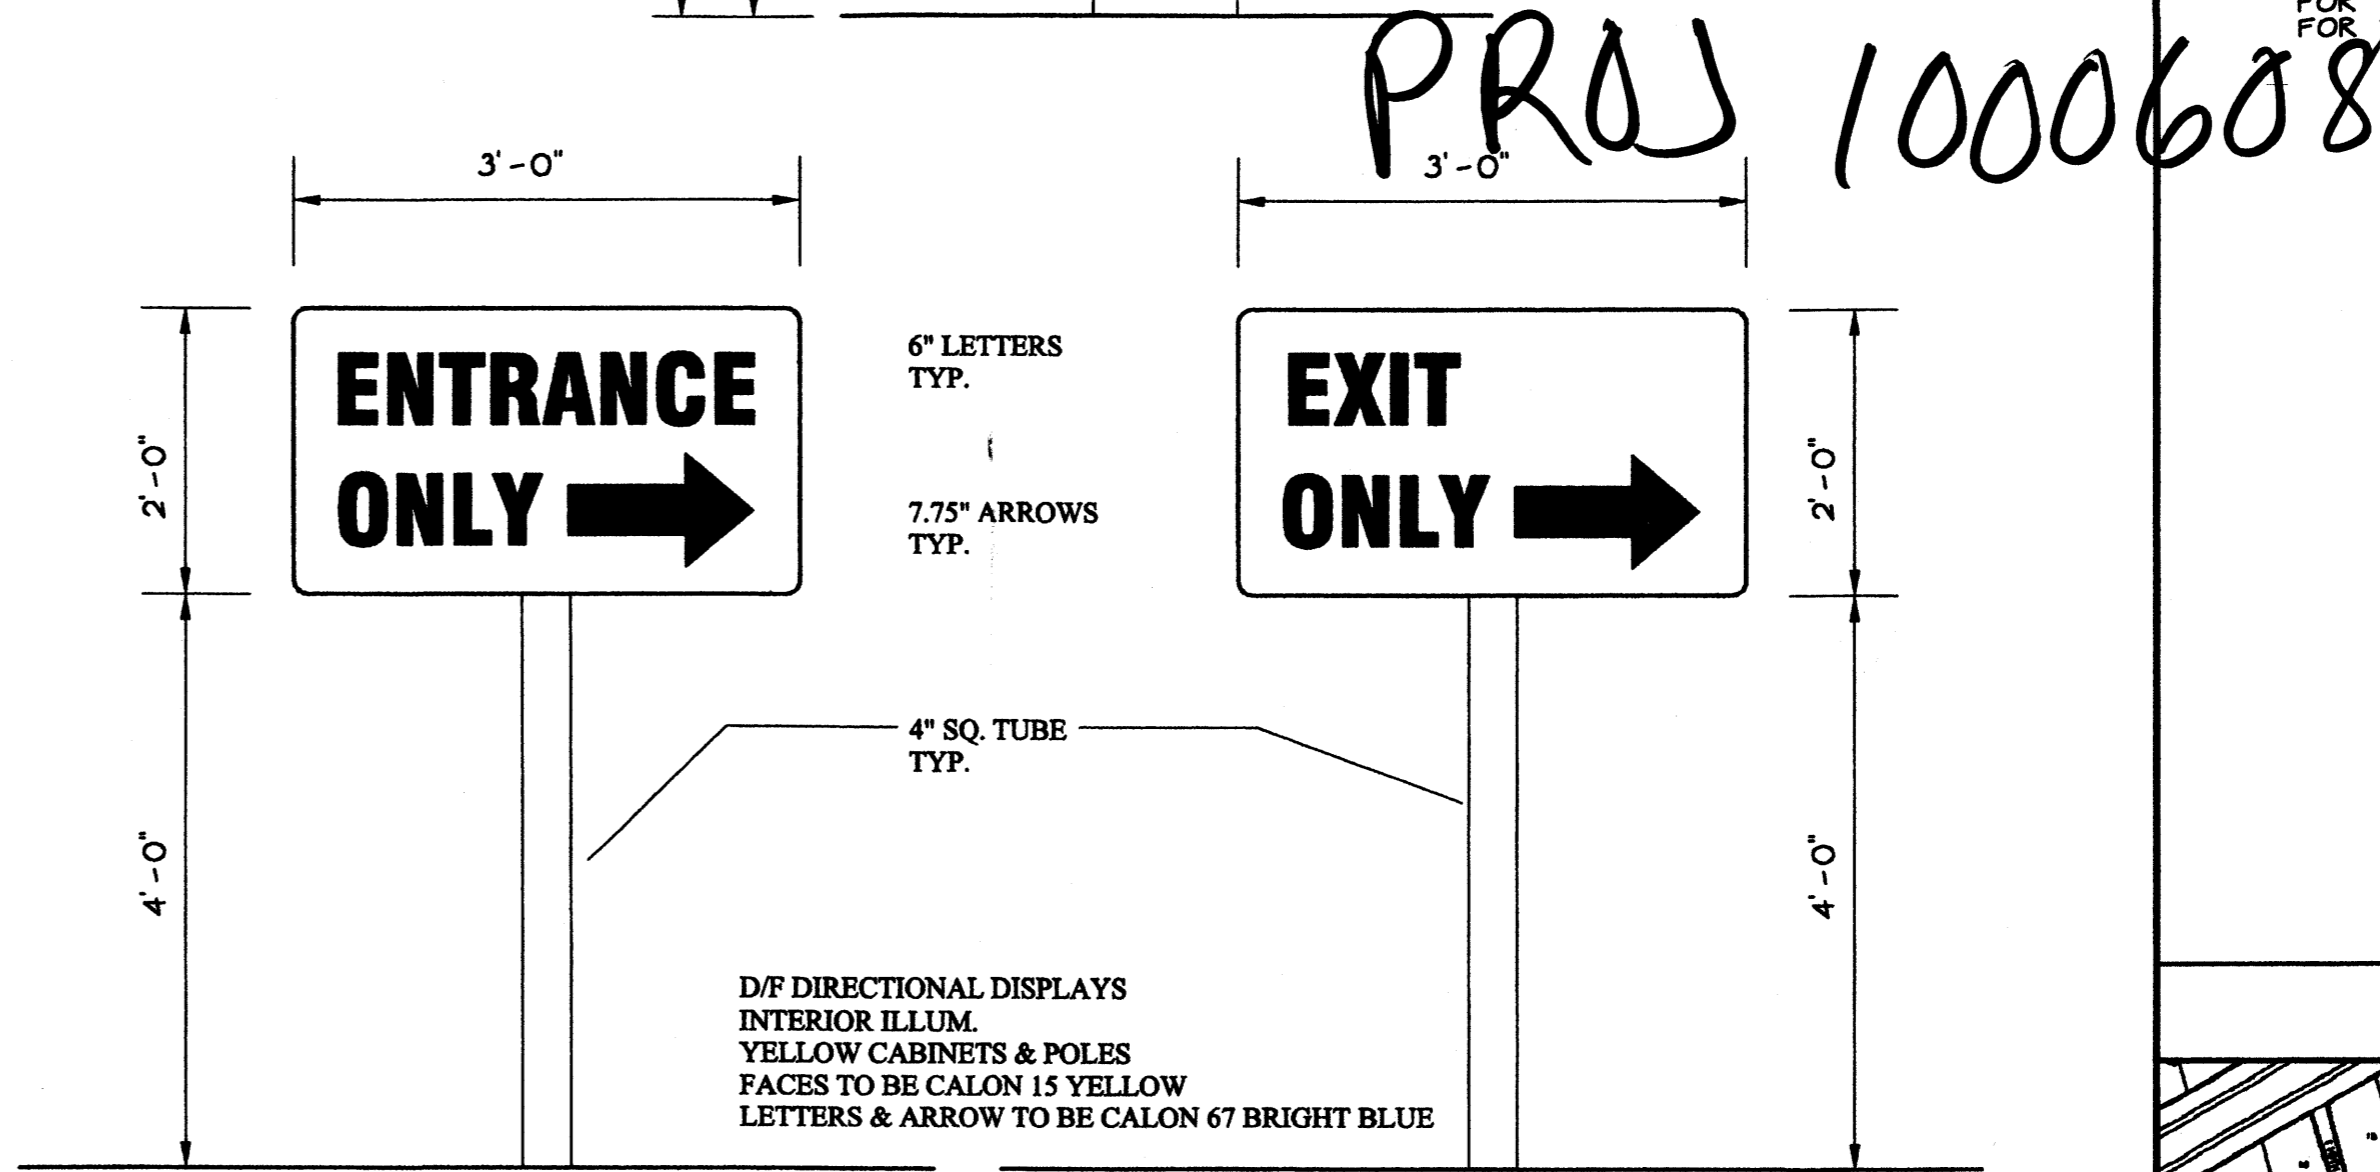 FOR
FOR
PROJ 1000608
3'-0"
3'-0"
ENTRANCE
ONLY
6" LETTERS
TYP.
7.75" ARROWS
TYP.
EXIT
ONLY
2'-0"
2'-0"
4" SQ. TUBE
TYP.
4'-0"
4'-0"
D/F DIRECTIONAL DISPLAYS
INTERIOR ILLUM.
YELLOW CABINETS & POLES
FACES TO BE CALON 15 YELLOW
LETTERS & ARROW TO BE CALON 67 BRIGHT BLUE